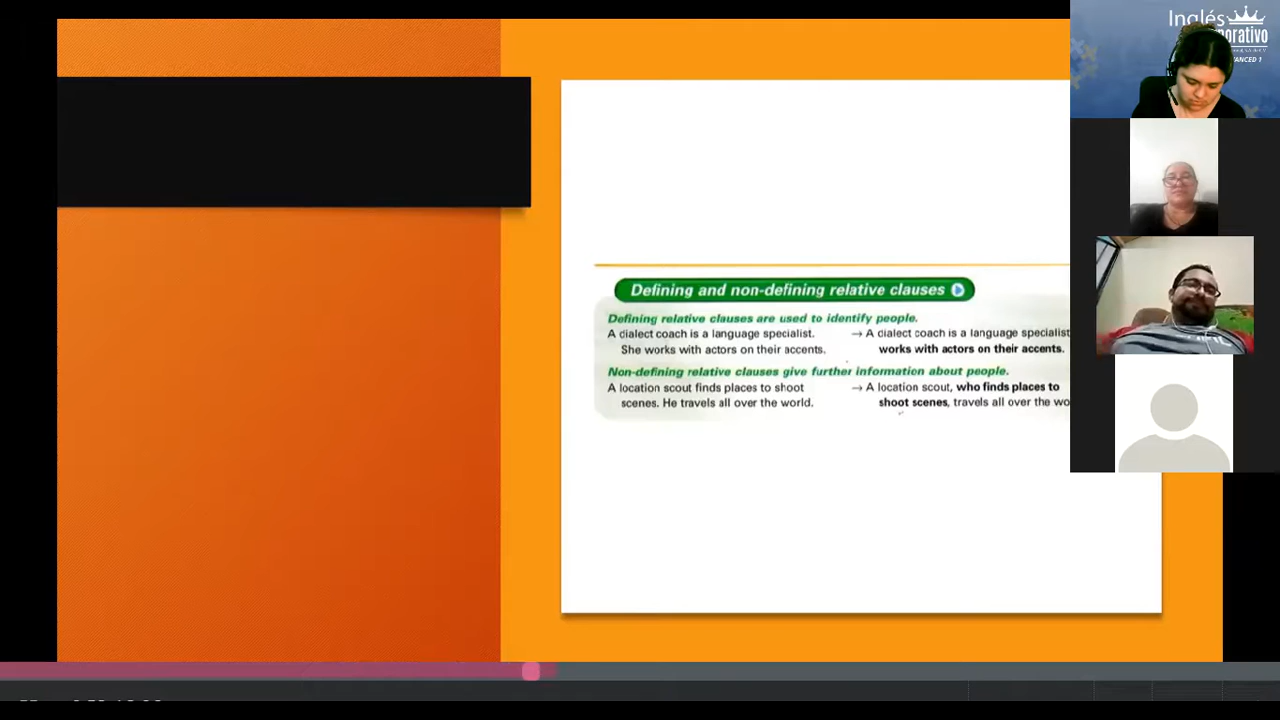 Inglés
orativo
VANCED 1
Defining and non-defining relative clauses
Defining relative clauses are used to identify people.
A dialect coach is a language specialist.
She works with actors on their accents.
→ A dialect coach is a language specialist
works with actors on their accents.
Non-defining relative clauses give further information about people.
A location scout finds places to shoot
scenes. He travels all over the world.
→ A location scout, who finds places to
shoot scenes, travels all over the wo